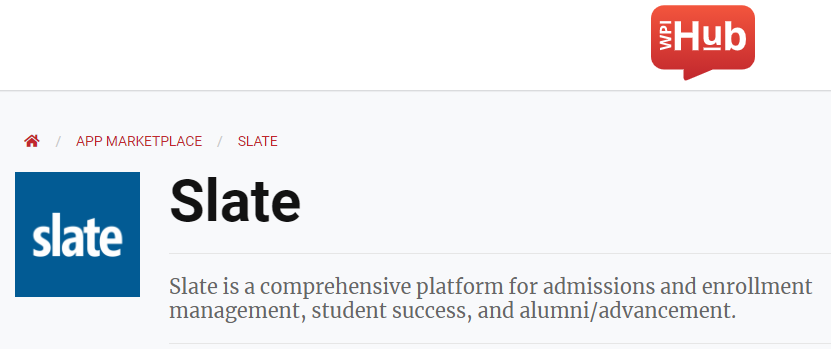 WPI Hub
/ APP MARKETPLACE / SLATE
slate
Slate
Slate is a comprehensive platform for admissions and enrollment
management, student success, and alumni/advancement.